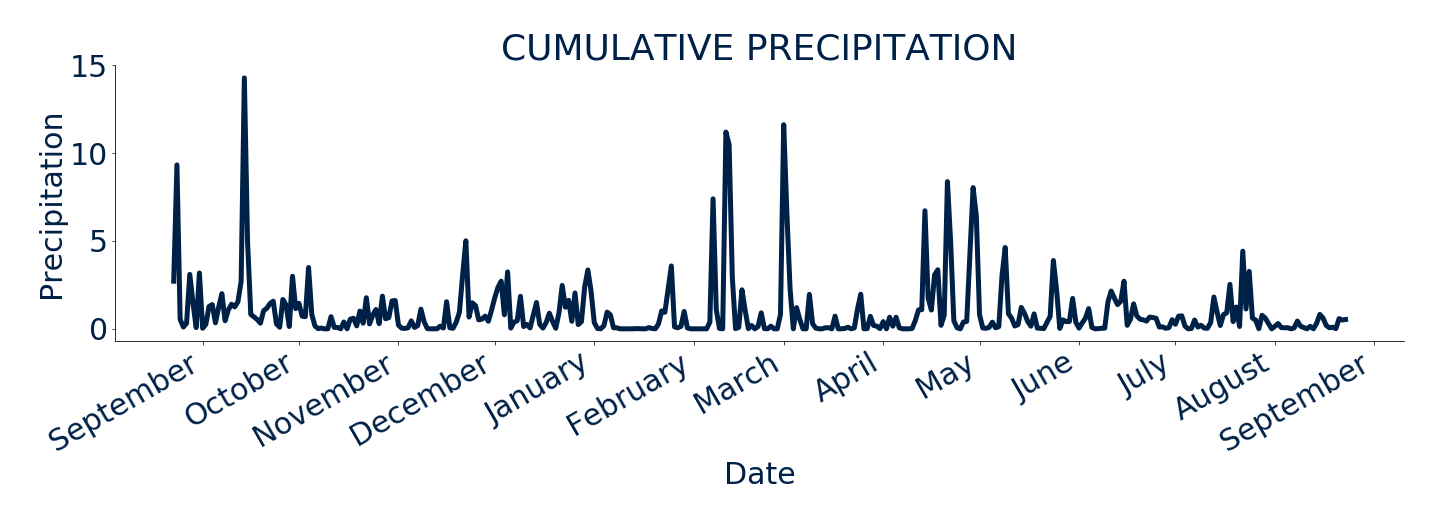 CUMULATIVE PRECIPITATION
15
10
5
0
Precipitation
September
October
November
December
January
February
March
April
May
June
July
August
September
Date